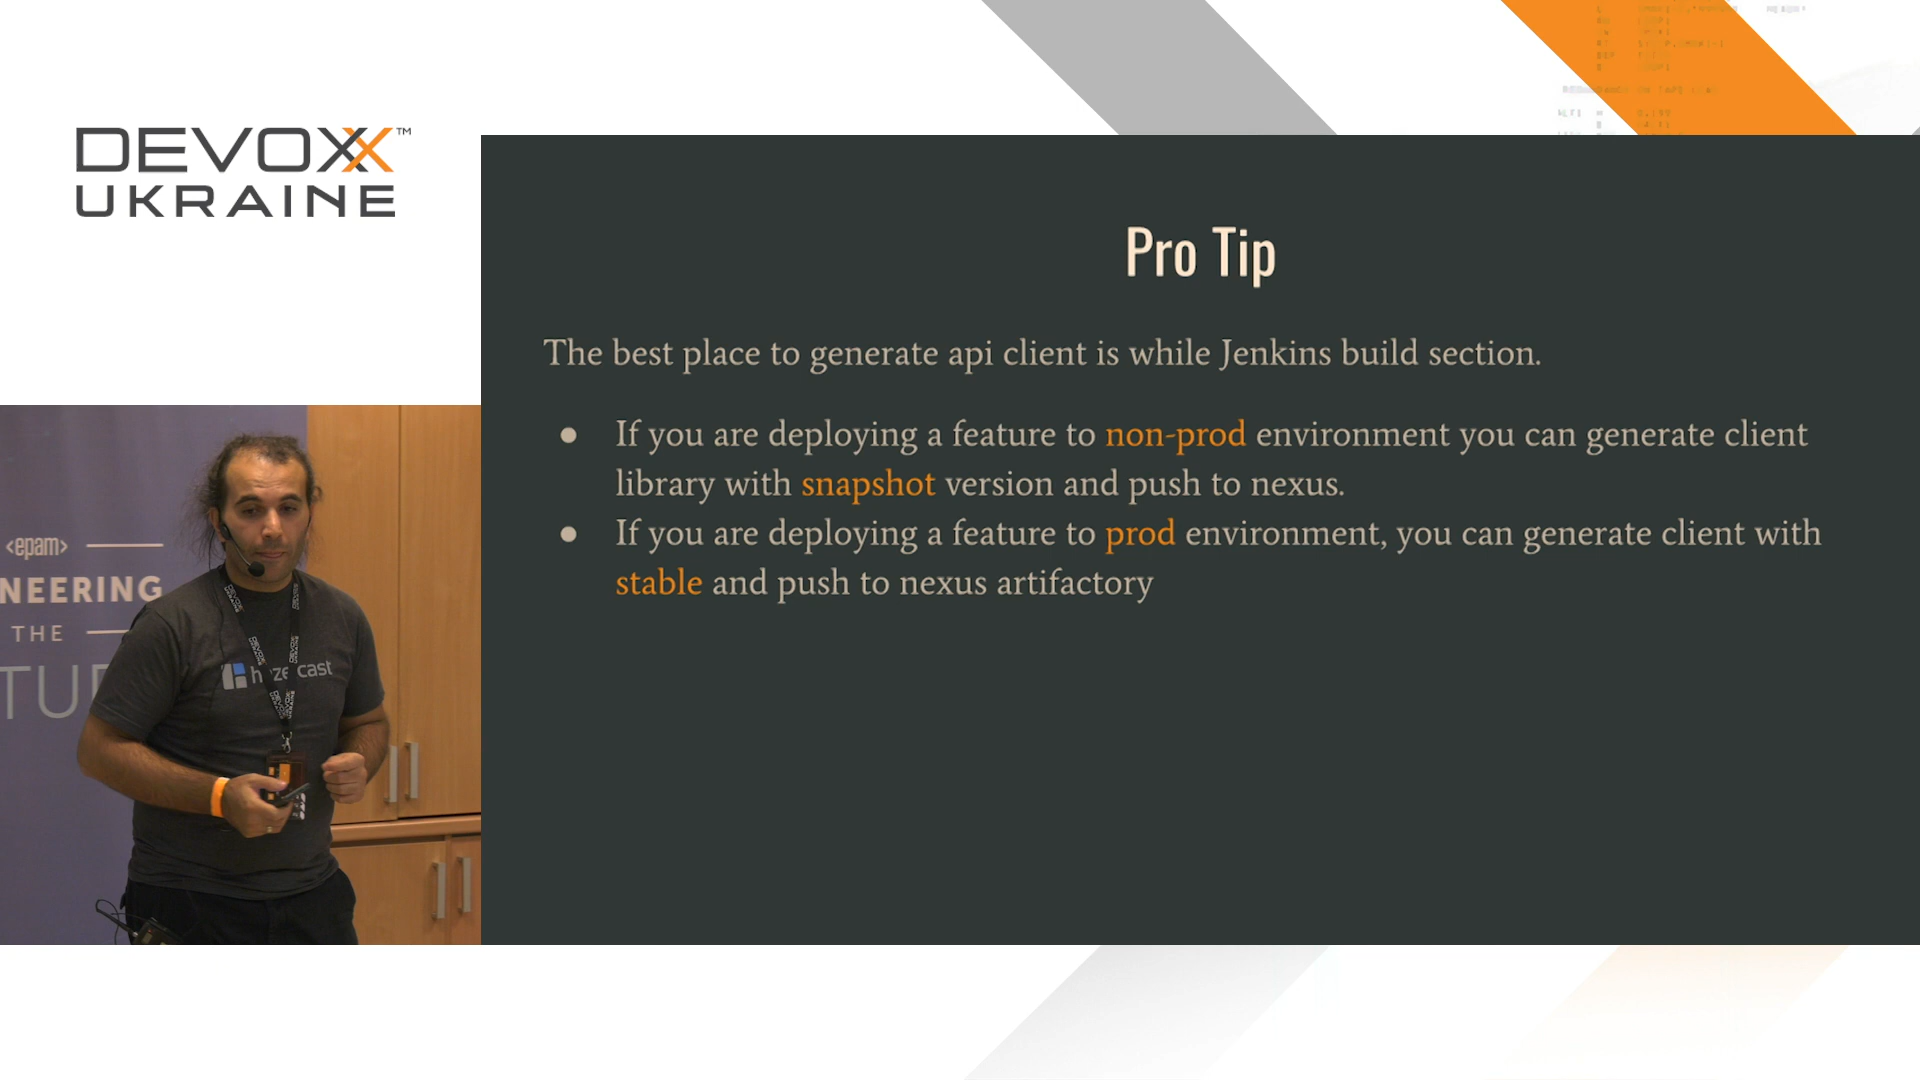 DEVOXX™
UKRAINE
Pro Tip
The best place to generate api client is while Jenkins build section.
● If you are deploying a feature to non-prod environment you can generate client
library with snapshot version and push to nexus.
● If you are deploying a feature to prod environment, you can generate client with
stable and push to nexus artifactory
<epam>
NEERING
THE
TU
hazelcast